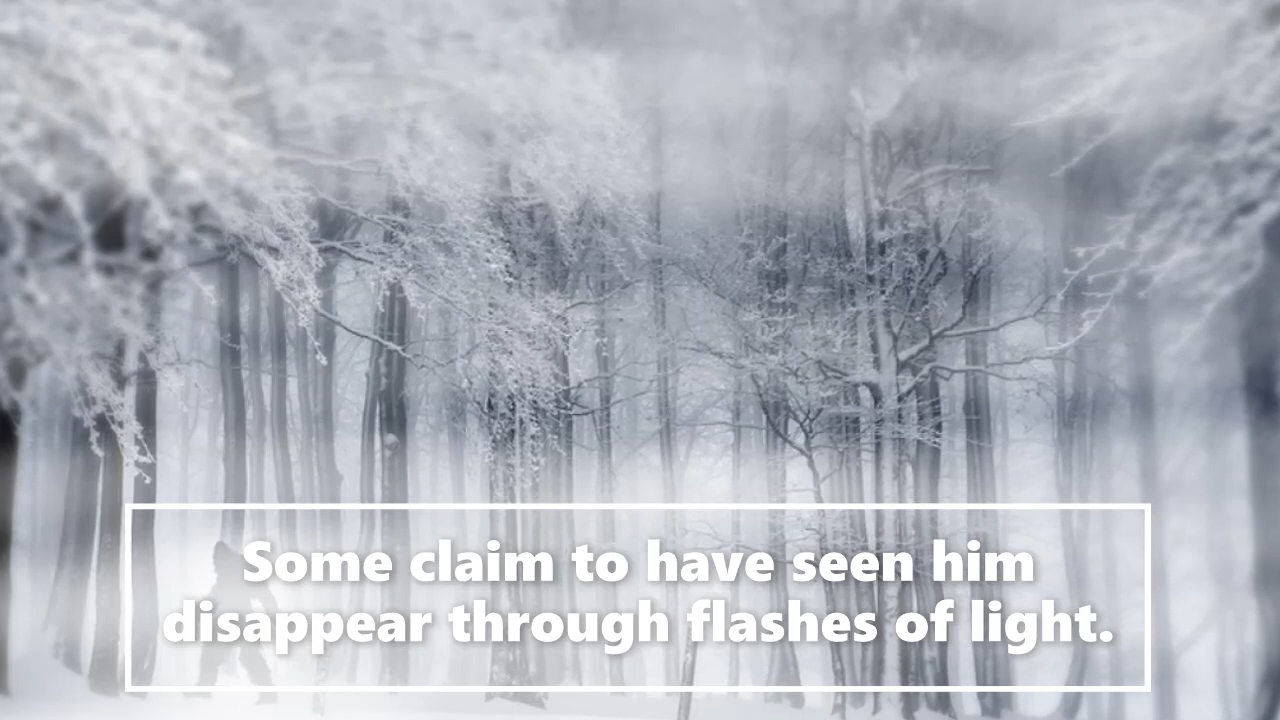 Some claim to have seen him
disappear through flashes of light.